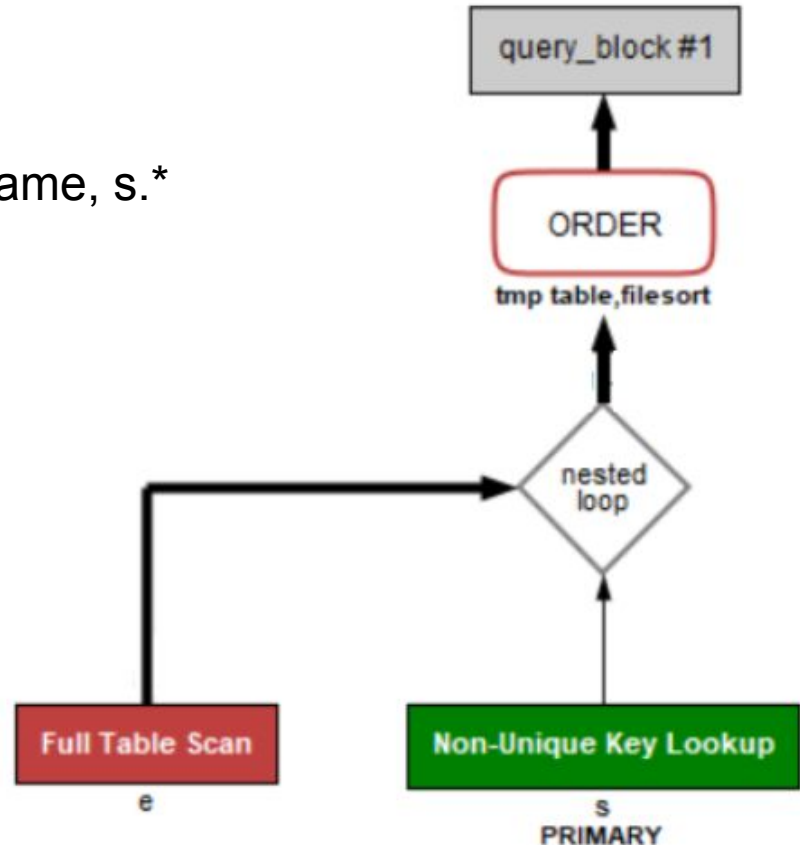 query_block #1
ame, s.*
ORDER
tmp table,filesort
nested
loop
Full Table Scan
Non-Unique Key Lookup
e
s
PRIMARY